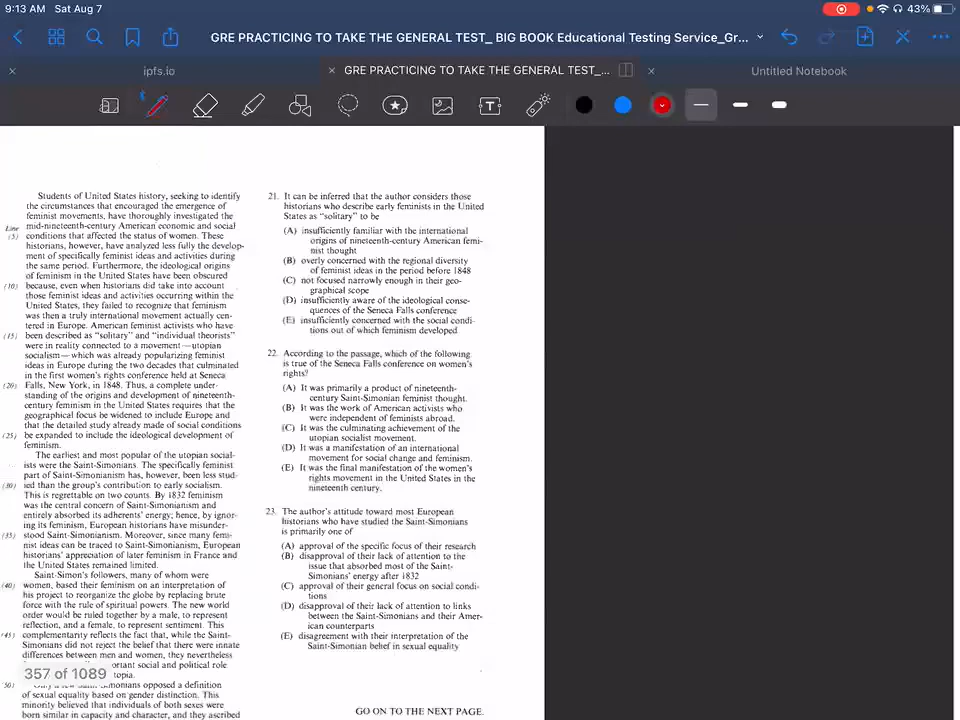 9:13 AM Sat Aug 7
43%
GRE PRACTICING TO TAKE THE GENERAL TEST_ BIG BOOK Educational Testing Service_Gr...
ipfs.io
GRE PRACTICING TO TAKE THE GENERAL TEST_...
Untitled Notebook
Students of United States history, seeking to identify
the circumstances that encouraged the emergence of
feminist movements, have thoroughly investigated the
Line mid-nineteenth-century American economic and social
(5) conditions that affected the status of women. These
historians, however, have analyzed less fully the develop-
ment of specifically feminist ideas and activities during
the same period. Furthermore, the ideological origins
of feminism in the United States have been obscured
(10) because, even when historians did take into account
those feminist ideas and activities occurring within the
United States, they failed to recognize that feminism
was then a truly international movement actually cen-
tered in Europe. American feminist activists who have
(15) been described as "solitary" and "individual theorists"
were in reality connected to a movement—utopian
socialism—which was already popularizing feminist
ideas in Europe during the two decades that culminated
in the first women's rights conference held at Seneca
(20) Falls, New York, in 1848. Thus, a complete under-
standing of the origins and development of nineteenth-
century feminism in the United States requires that the
geographical focus be widened to include Europe and
that the detailed study already made of social conditions
(25) be expanded to include the ideological development of
feminism.
The earliest and most popular of the utopian social-
ists were the Saint-Simonians. The specifically feminist
part of Saint-Simonianism has, however, been less stud-
(30) ied than the group's contribution to early socialism.
This is regrettable on two counts. By 1832 feminism
was the central concern of Saint-Simonianism and
entirely absorbed its adherents' energy; hence, by ignor-
ing its feminism, European historians have misunder-
(35) stood Saint-Simonianism. Moreover, since many femi-
nist ideas can be traced to Saint-Simonianism, European
historians' appreciation of later feminism in France and
the United States remained limited.
Saint-Simon's followers, many of whom were
(40) women, based their feminism on an interpretation of
his project to reorganize the globe by replacing brute
force with the rule of spiritual powers. The new world
order would be ruled together by a male, to represent
reflection, and a female, to represent sentiment. This
(45) complementarity reflects the fact that, while the Saint-
Simonians did not reject the belief that there were innate
differences between men and women, they nevertheless
social and political role
357 of 1089
(50) opposed a definition
of sexual equality based on gender distinction. This
minority believed that individuals of both sexes were
born similar in capacity and character, and they ascribed
21. It can be inferred that the author considers those
historians who describe early feminists in the United
States as "solitary" to be
(A) insufficiently familiar with the international
origins of nineteenth-century American femi-
nist thought
(B) overly concerned with the regional diversity
of feminist ideas in the period before 1848
(C) not focused narrowly enough in their geo-
graphical scope
(D) insufficiently aware of the ideological conse-
quences of the Seneca Falls conference
(E) insufficiently concerned with the social condi-
tions out of which feminism developed
22. According to the passage, which of the following
is true of the Seneca Falls conference on women's
rights?
(A) It was primarily a product of nineteenth-
century Saint-Simonian feminist thought.
(B) It was the work of American activists who
were independent of feminists abroad.
(C) It was the culminating achievement of the
utopian socialist movement.
(D) It was a manifestation of an international
movement for social change and feminism.
(E) It was the final manifestation of the women's
rights movement in the United States in the
nineteenth century.
23. The author's attitude toward most European
historians who have studied the Saint-Simonians
is primarily one of
(A) approval of the specific focus of their research
(B) disapproval of their lack of attention to the
issue that absorbed most of the Saint-
Simonians' energy after 1832
(C) approval of their general focus on social condi-
tions
(D) disapproval of their lack of attention to links
between the Saint-Simonians and their Amer-
ican counterparts
(E) disagreement with their interpretation of the
Saint-Simonian belief in sexual equality
GO ON TO THE NEXT PAGE.